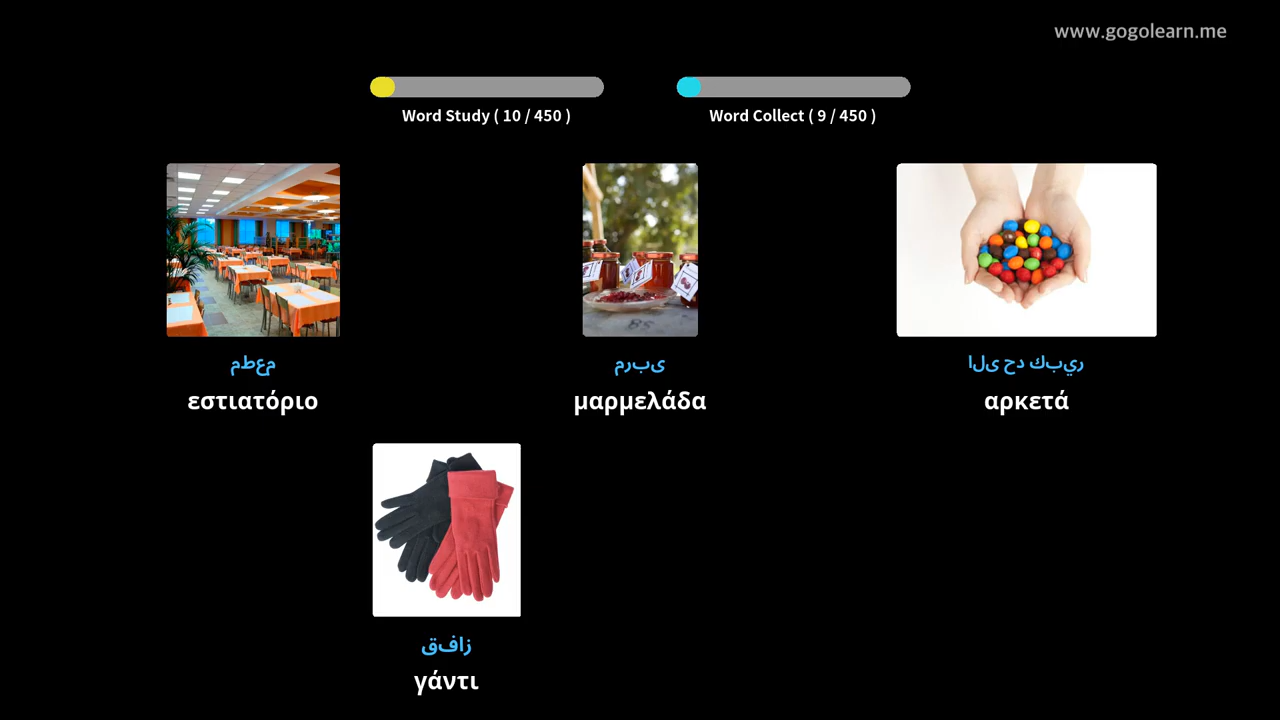 www.gogolearn.me
Word Study ( 10 / 450 )
Word Collect ( 9 / 450 )
مطعم
εστιατόριο
مربى
μαρμελάδα
الى حد كبير
αρκετά
قفاز
γάντι